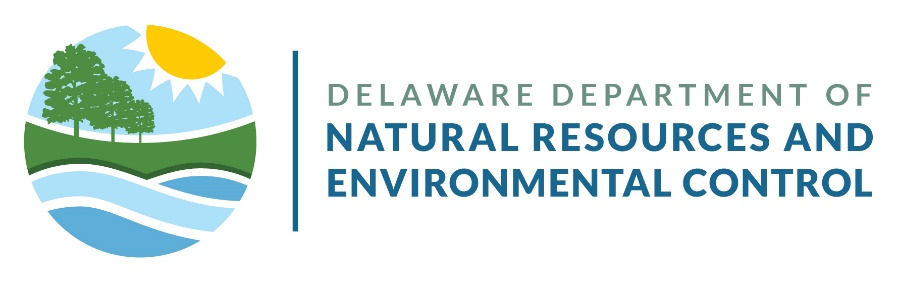 DELAWARE DEPARTMENT OF
NATURAL RESOURCES AND
ENVIRONMENTAL CONTROL